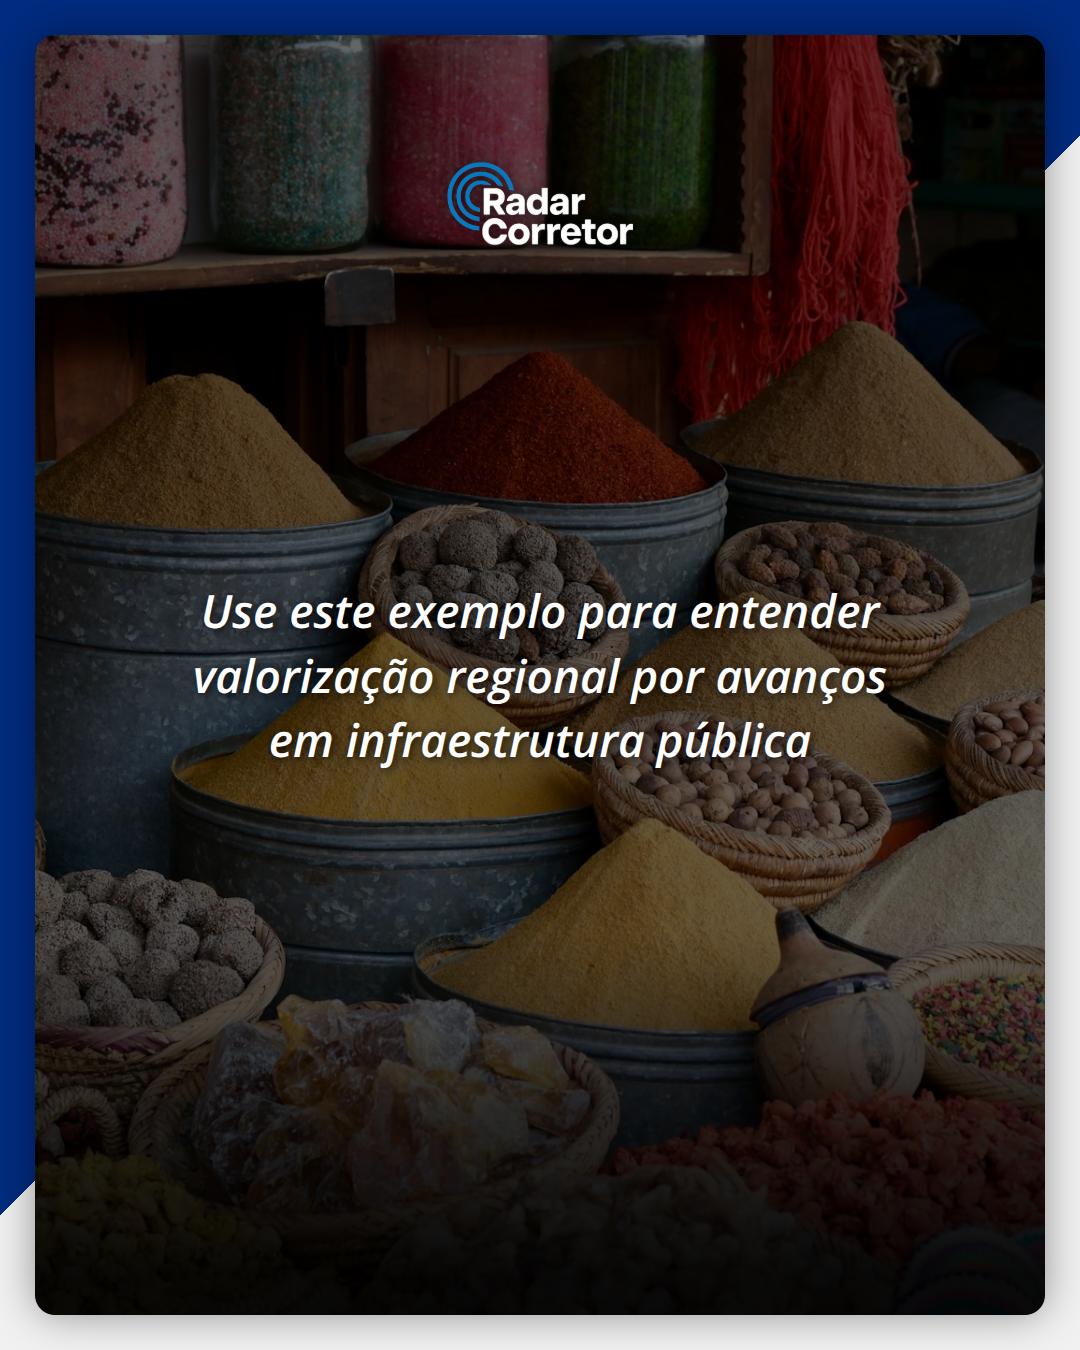 Radar
Corretor
Use este exemplo para entender
valorização regional por avanços
em infraestrutura pública